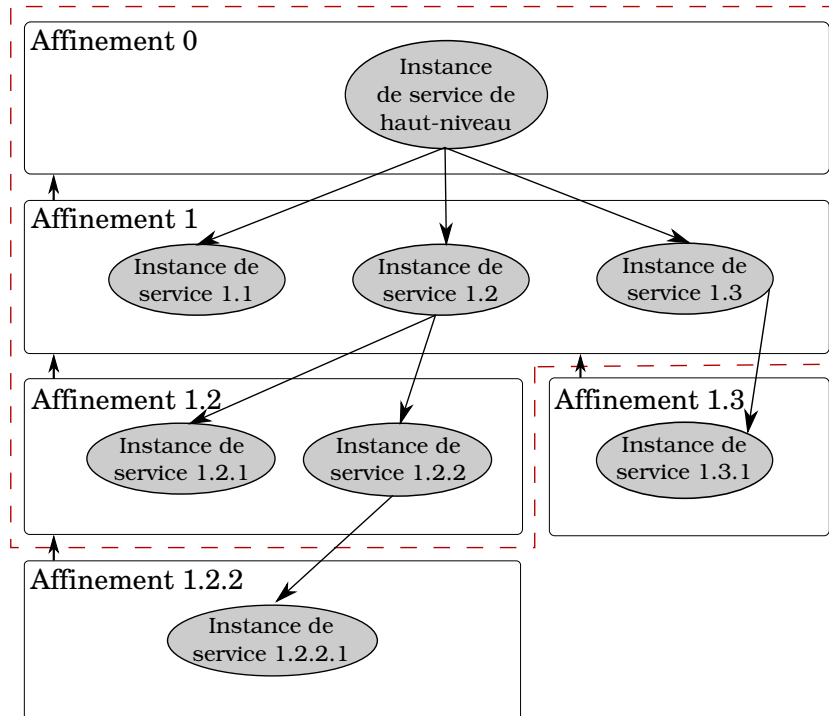 Affinement 0
Instance
de service de
haut-niveau
Affinement 1
Instance de
service 1.1
Instance de
service 1.2
Instance de
service 1.3
Affinement 1.2
Instance de
service 1.2.1
Instance de
service 1.2.2
Affinement 1.3
Instance de
service 1.3.1
Affinement 1.2.2
Instance de
service 1.2.2.1